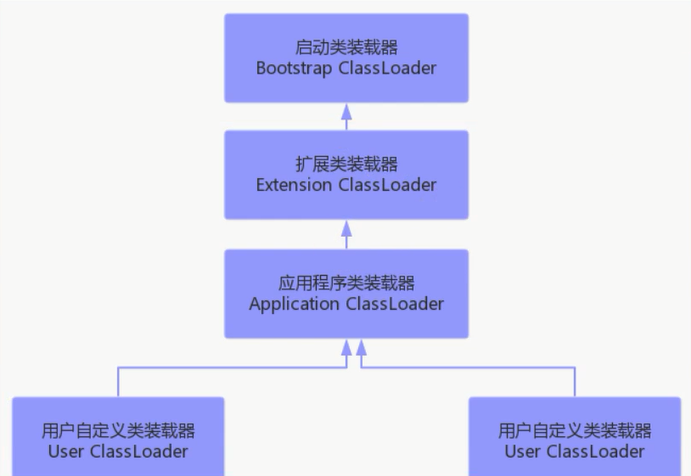 启动类装载器
Bootstrap ClassLoader
扩展类装载器
Extension ClassLoader
应用程序类装载器
Application ClassLoader
用户自定义类装载器
User ClassLoader
用户自定义类装载器
User ClassLoader